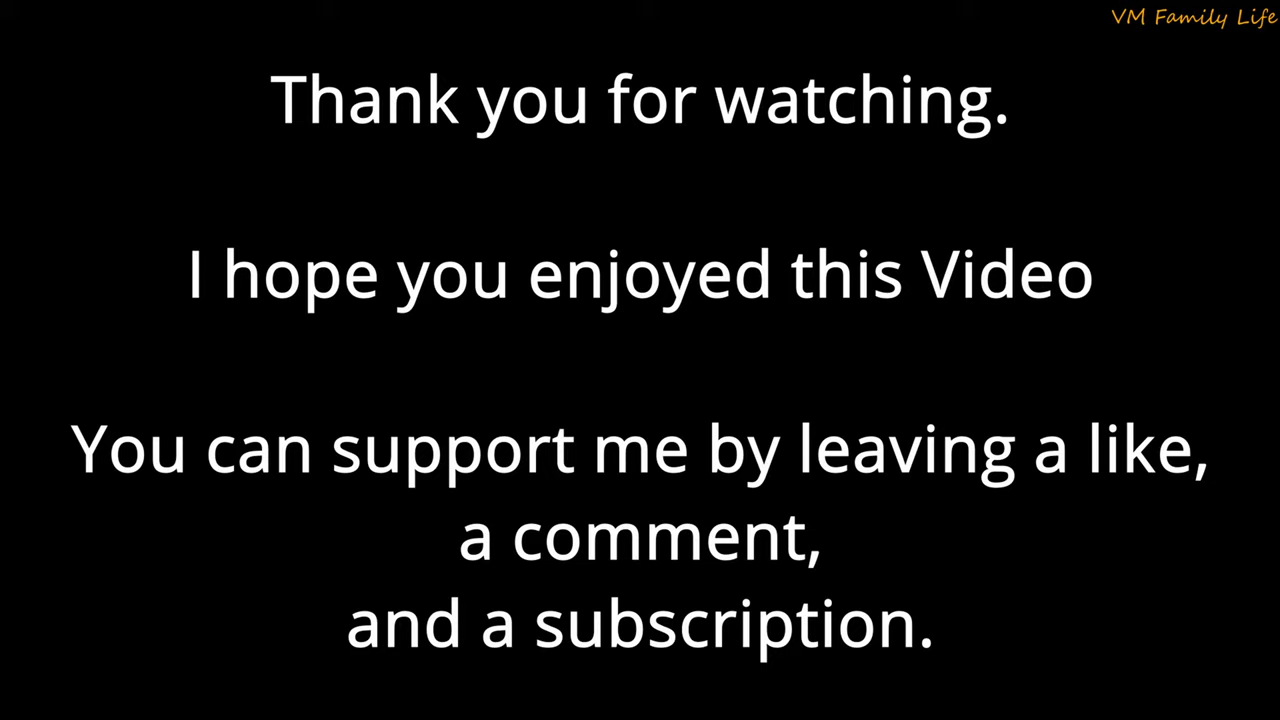 VM Family Life
Thank you for watching.
I hope you enjoyed this Video
You can support me by leaving a like,
a comment,
and a subscription.